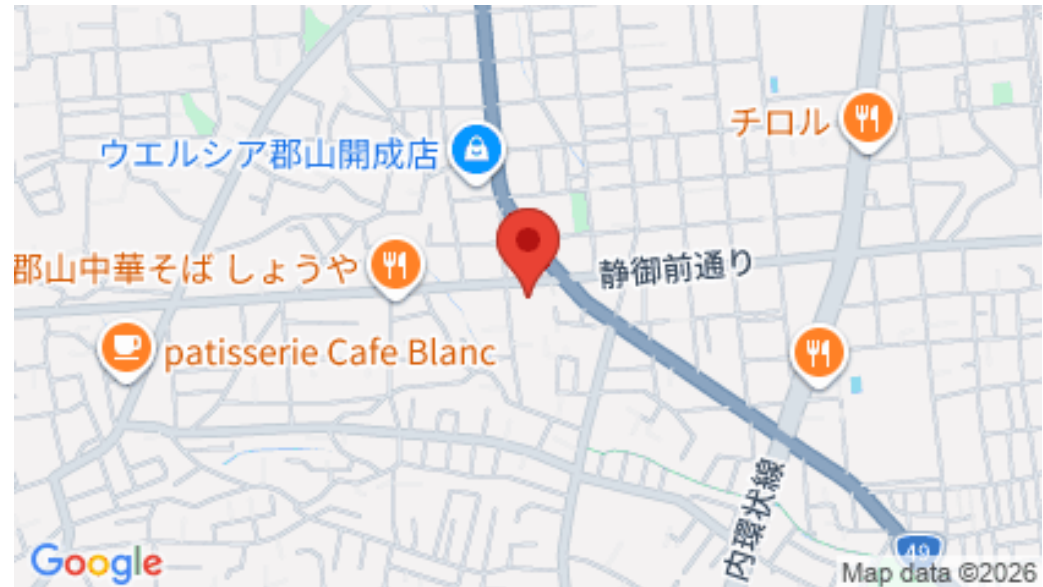 チロル
ウエルシア郡山開成店
静御前通り
郡山中華そば しょうや
patisserie Cafe Blanc
内環状線
49
Google
Map data ©2026